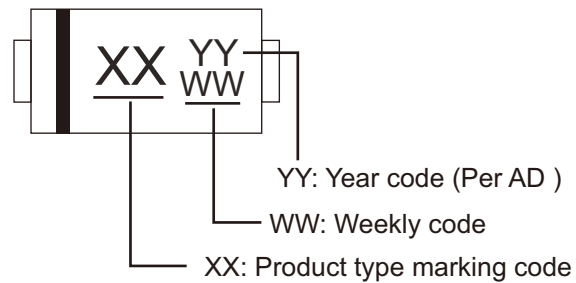 XX YY
WW
YY: Year code (Per AD )
WW: Weekly code
XX: Product type marking code